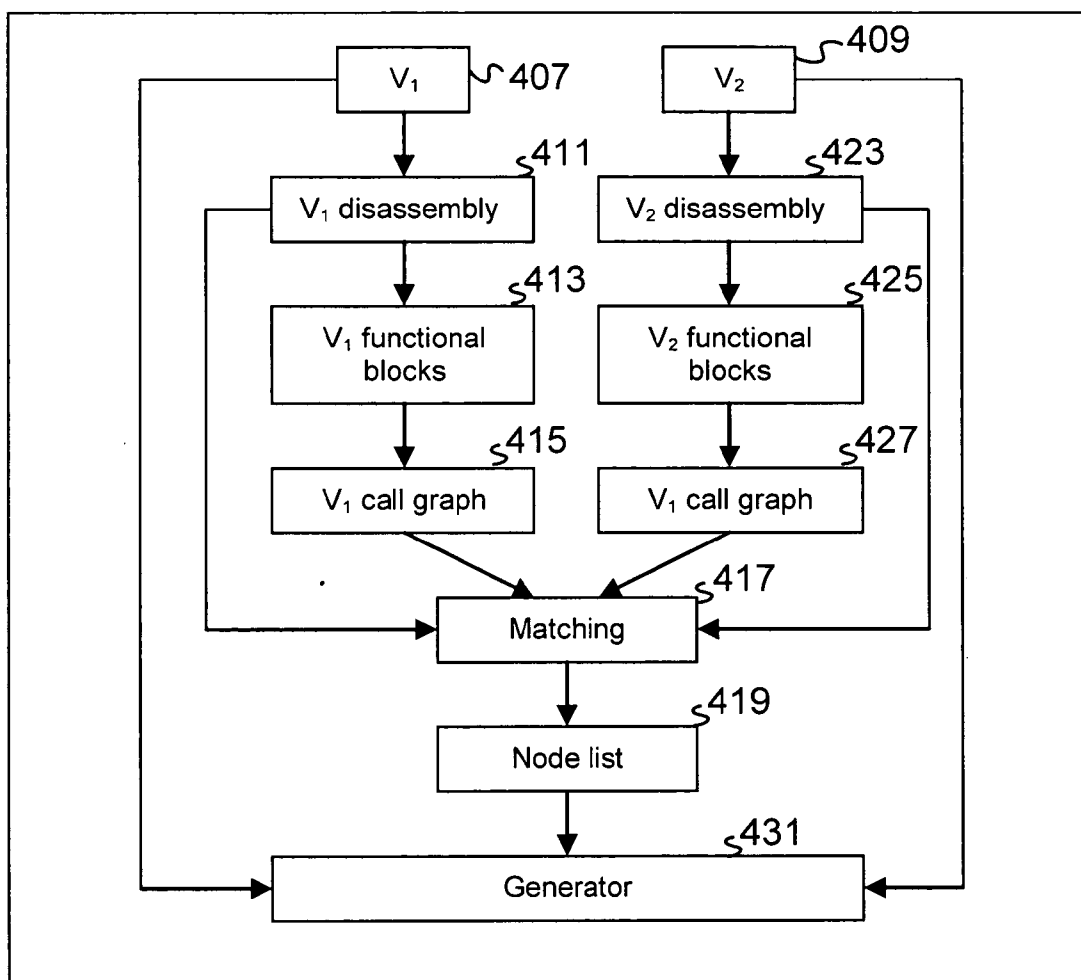 V₁
407
V₂
409
411
V₁ disassembly
423
V₂ disassembly
413
V₁ functional
blocks
425
V₂ functional
blocks
415
V₁ call graph
427
V₁ call graph
417
Matching
419
Node list
431
Generator